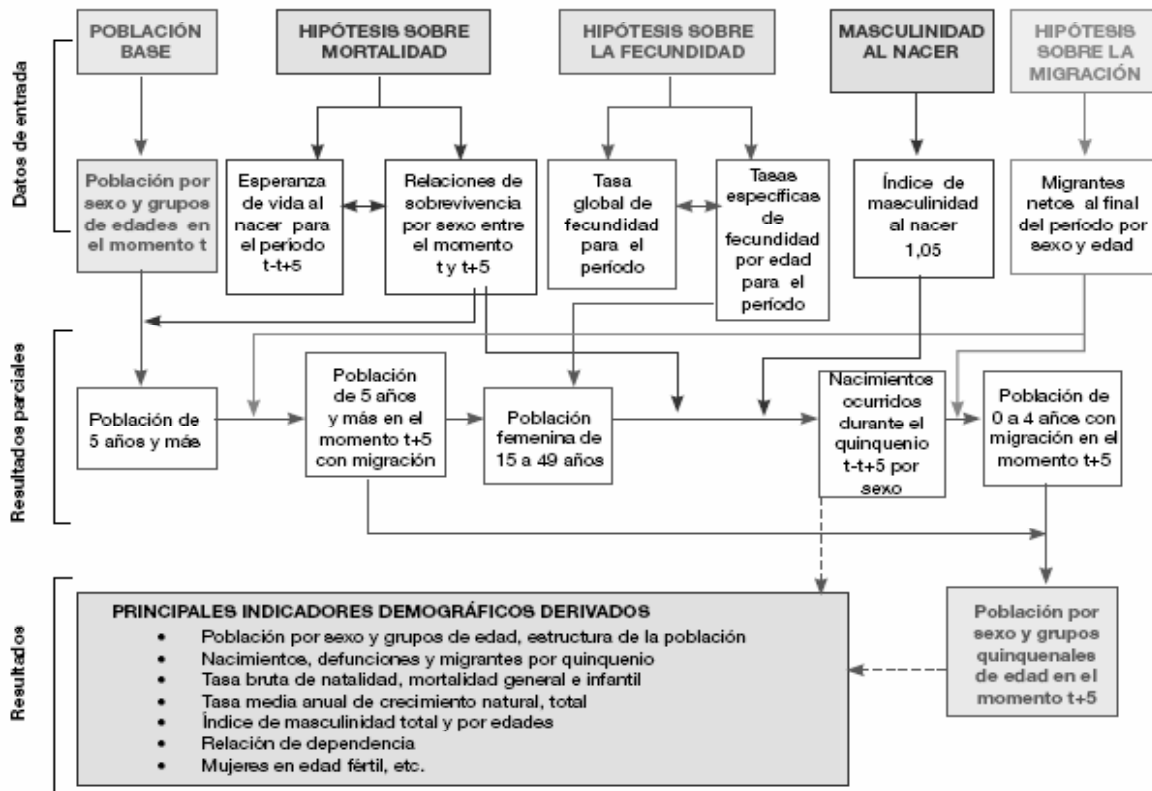 POBLACIÓN
BASE
HIPÓTESIS SOBRE
MORTALIDAD
HIPÓTESIS SOBRE
LA FECUNDIDAD
MASCULINIDAD
AL NACER
HIPÓTESIS
SOBRE LA
MIGRACIÓN
Datos de entrada
Población por
sexo y grupos
de edades en
el momento t
Esperanza
de vida al
nacer para
el período
t-t+5
Relaciones de
sobrevivencia
por sexo entre
el momento
t y t+5
Tasa
global de
fecundidad
para el
período
Tasas
específicas
de
fecundidad
por edad
para el
período
Índice de
masculinidad
al nacer
1,05
Migrantes
netos al final
del período por
sexo y edad
Resultados parciales
Población de
5 años y más
Población
de 5 años
y más en el
momento t+5
con migración
Población
femenina de
15 a 49 años
Nacimientos
ocurridos
durante el
quinquenio
t-t+5 por
sexo
Población de
0 a 4 años con
migración en el
momento t+5
Resultados
PRINCIPALES INDICADORES DEMOGRÁFICOS DERIVADOS
• Población por sexo y grupos de edad, estructura de la población
• Nacimientos, defunciones y migrantes por quinquenio
• Tasa bruta de natalidad, mortalidad general e infantil
• Tasa media anual de crecimiento natural, total
• Índice de masculinidad total y por edades
• Relación de dependencia
• Mujeres en edad fértil, etc.
Población por
sexo y grupos
quinquenales
de edad en el
momento t+5